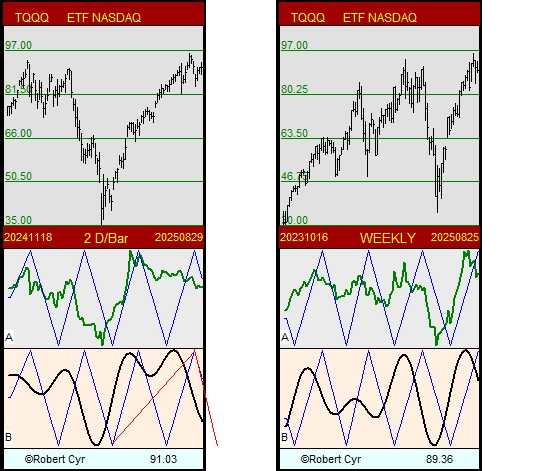 TQQQ ETF NASDAQ
97.00
81.50
66.00
50.50
35.00
20241118 2 D/Bar 20250829
A
B
©Robert Cyr 91.03
TQQQ ETF NASDAQ
97.00
80.25
63.50
46.
30.00
20231016 WEEKLY 20250825
A
B
©Robert Cyr 89.36